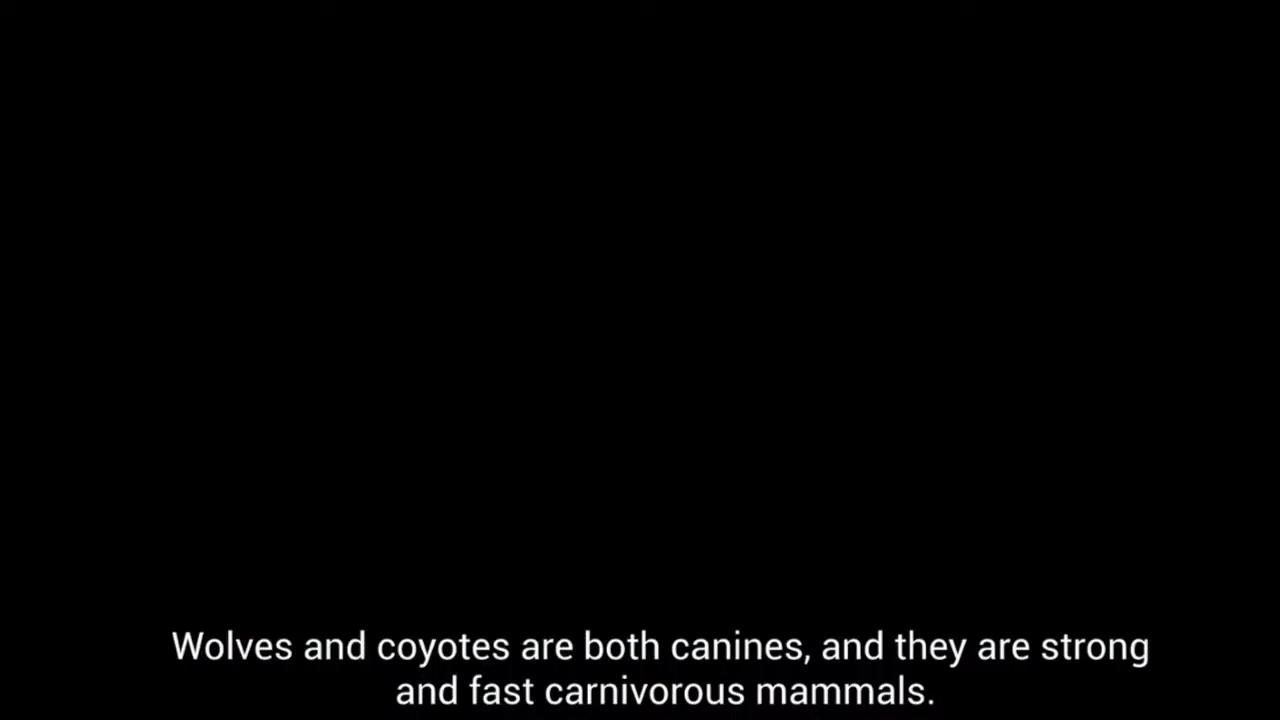 Wolves and coyotes are both canines, and they are strong
and fast carnivorous mammals.